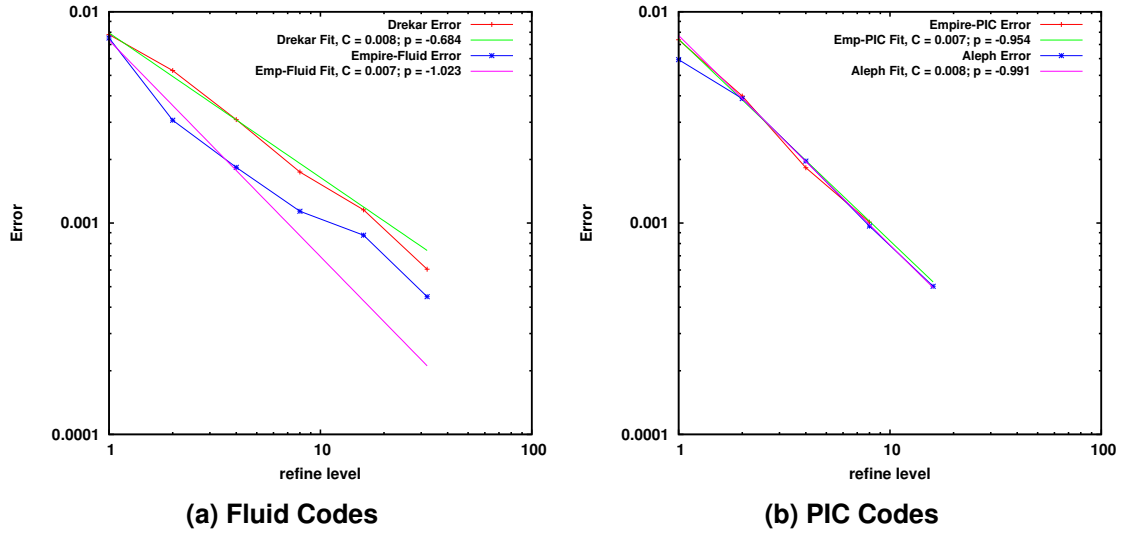 0.01
0.001
0.0001
1
10
100
Error
refine level
Drekar Error
Drekar Fit, C = 0.008; p = -0.684
Empire-Fluid Error
Emp-Fluid Fit, C = 0.007; p = -1.023
(a) Fluid Codes
0.01
0.001
0.0001
1
10
100
Error
refine level
Empire-PIC Error
Emp-PIC Fit, C = 0.007; p = -0.954
Aleph Error
Aleph Fit, C = 0.008; p = -0.991
(b) PIC Codes